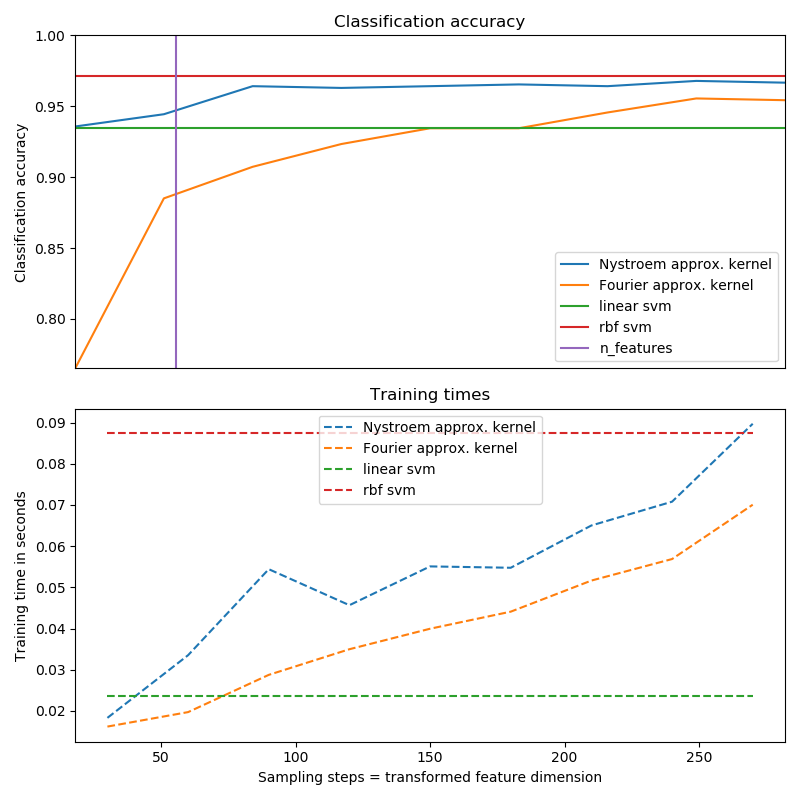 Classification accuracy
1.00
0.95
0.90
0.85
0.80
Classification accuracy
Nystroem approx. kernel
Fourier approx. kernel
linear svm
rbf svm
n_features
Training times
0.09
0.08
0.07
0.06
0.05
0.04
0.03
0.02
Training time in seconds
Nystroem approx. kernel
Fourier approx. kernel
linear svm
rbf svm
50 100 150 200 250
Sampling steps = transformed feature dimension